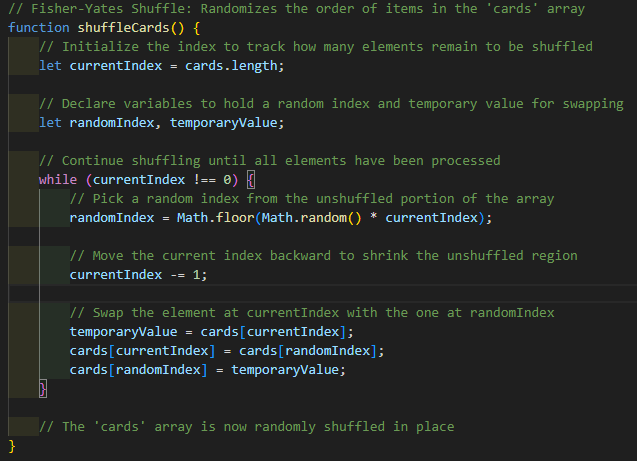 // Fisher-Yates Shuffle: Randomizes the order of items in the 'cards' array
function shuffleCards() {
    // Initialize the index to track how many elements remain to be shuffled
    let currentIndex = cards.length;

    // Declare variables to hold a random index and temporary value for swapping
    let randomIndex, temporaryValue;

    // Continue shuffling until all elements have been processed
    while (currentIndex !== 0) {
        // Pick a random index from the unshuffled portion of the array
        randomIndex = Math.floor(Math.random() * currentIndex);

        // Move the current index backward to shrink the unshuffled region
        currentIndex -= 1;

        // Swap the element at currentIndex with the one at randomIndex
        temporaryValue = cards[currentIndex];
        cards[currentIndex] = cards[randomIndex];
        cards[randomIndex] = temporaryValue;
    }

    // The 'cards' array is now randomly shuffled in place
}